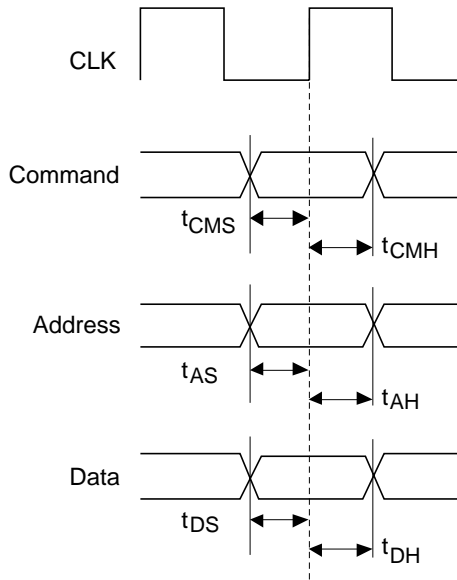 CLK
Command
tCMS
tCMH
Address
tAS
tAH
Data
tDS
tDH